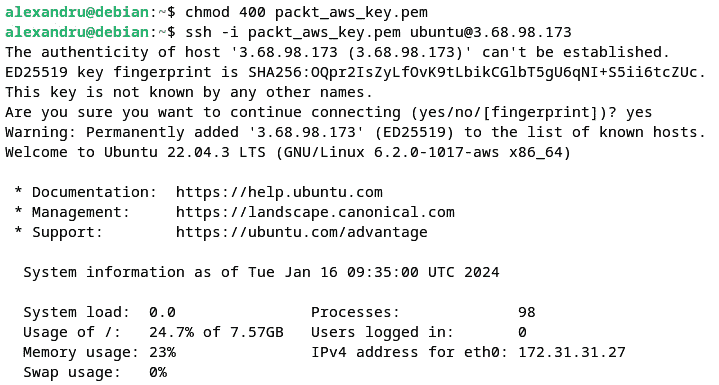 alexandru@debian:~$ chmod 400 packt_aws_key.pem
alexandru@debian:~$ ssh -i packt_aws_key.pem ubuntu@3.68.98.173
The authenticity of host '3.68.98.173 (3.68.98.173)' can't be established.
ED25519 key fingerprint is SHA256:OQpr2IsZyLfOvK9tLbikCGlbT5gU6qNI+S5ii6tcZUc.
This key is not known by any other names.
Are you sure you want to continue connecting (yes/no/[fingerprint])? yes
Warning: Permanently added '3.68.98.173' (ED25519) to the list of known hosts.
Welcome to Ubuntu 22.04.3 LTS (GNU/Linux 6.2.0-1017-aws x86_64)
* Documentation:  https://help.ubuntu.com
* Management:     https://landscape.canonical.com
* Support:        https://ubuntu.com/advantage
System information as of Tue Jan 16 09:35:00 UTC 2024
System load:  0.0               Processes:             98
Usage of /:   24.7% of 7.57GB   Users logged in:       0
Memory usage: 23%               IPv4 address for eth0: 172.31.31.27
Swap usage:   0%